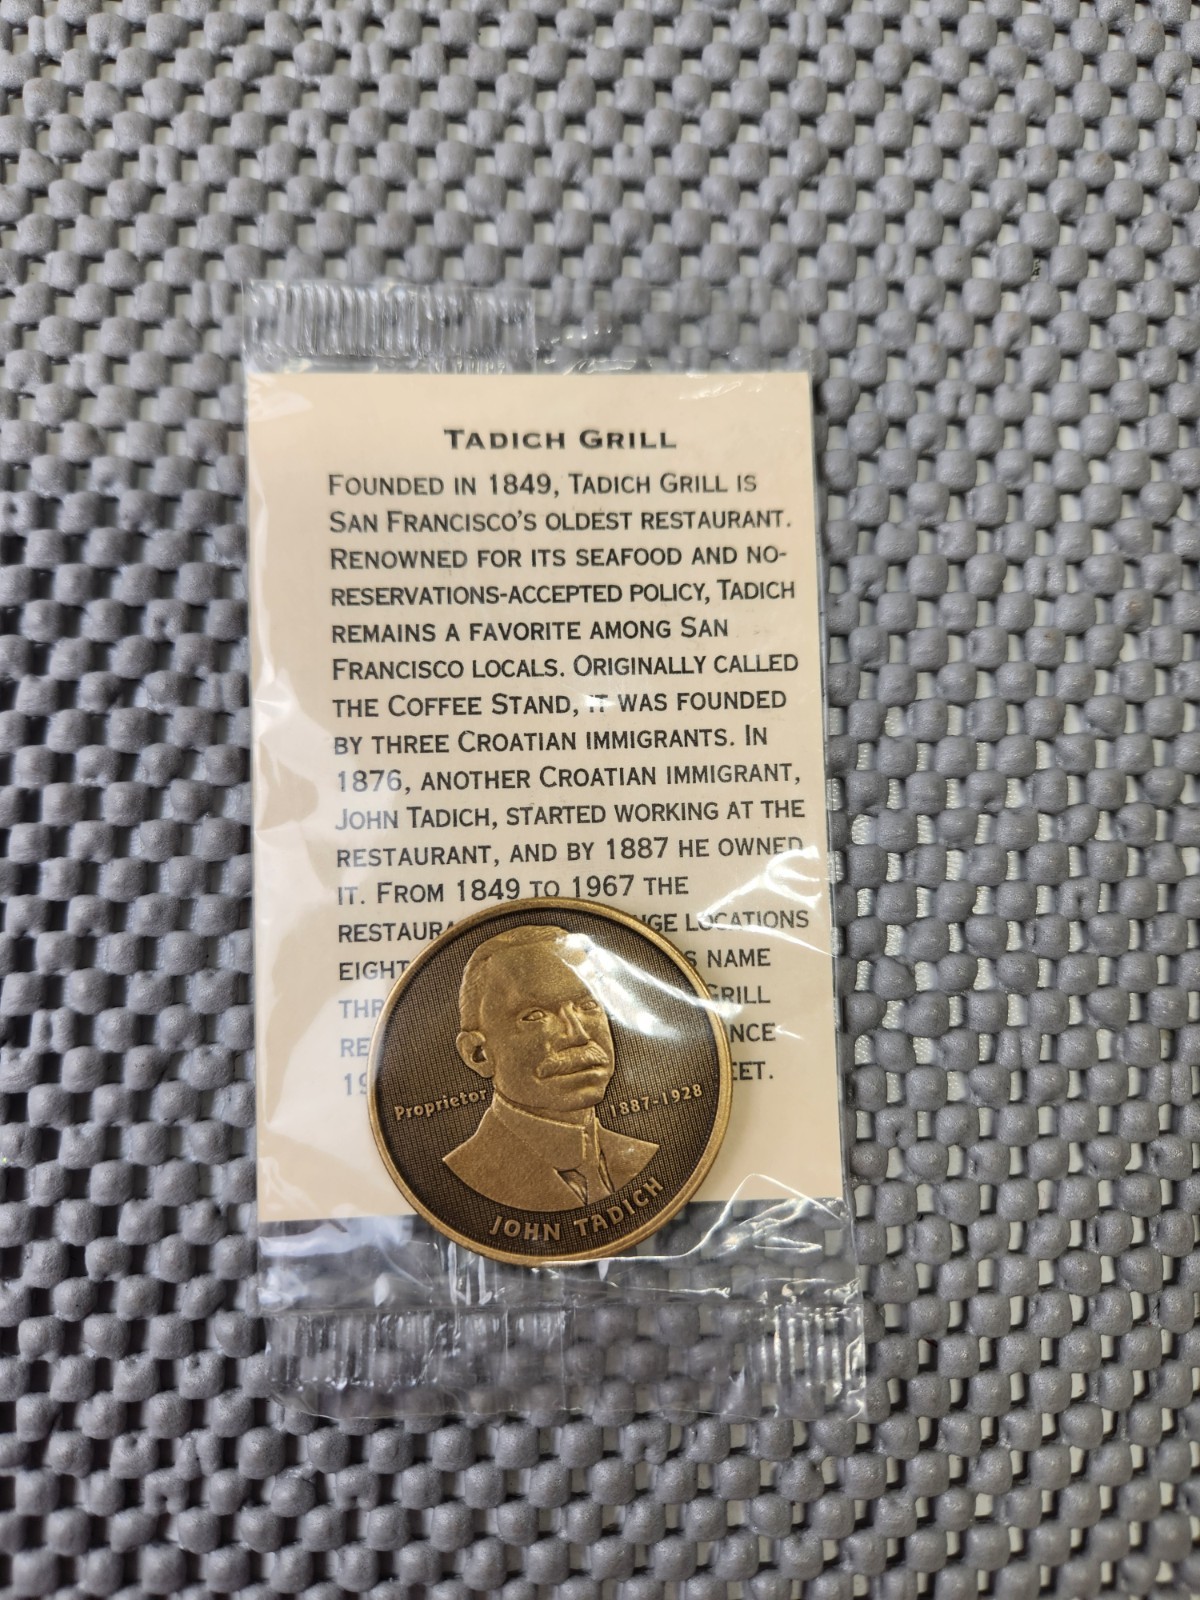 TADICH GRILL
FOUNDED IN 1849, TADICH GRILL IS
SAN FRANCISCO'S OLDEST RESTAURANT.
RENOWNED FOR ITS SEAFOOD AND NO-
RESERVATIONS-ACCEPTED POLICY, TADICH
REMAINS A FAVORITE AMONG SAN
FRANCISCO LOCALS. ORIGINALLY CALLED
THE COFFEE STAND, IT WAS FOUNDED
BY THREE CROATIAN IMMIGRANTS. IN
1876, ANOTHER CROATIAN IMMIGRANT,
JOHN TADICH, STARTED WORKING AT THE
RESTAURANT, AND BY 1887 HE OWNED
IT. FROM 1849 TO 1967 THE
LOCATIONS
EIGHT NAME
GRILL
Proprietor 1887-1928
JOHN TADICH